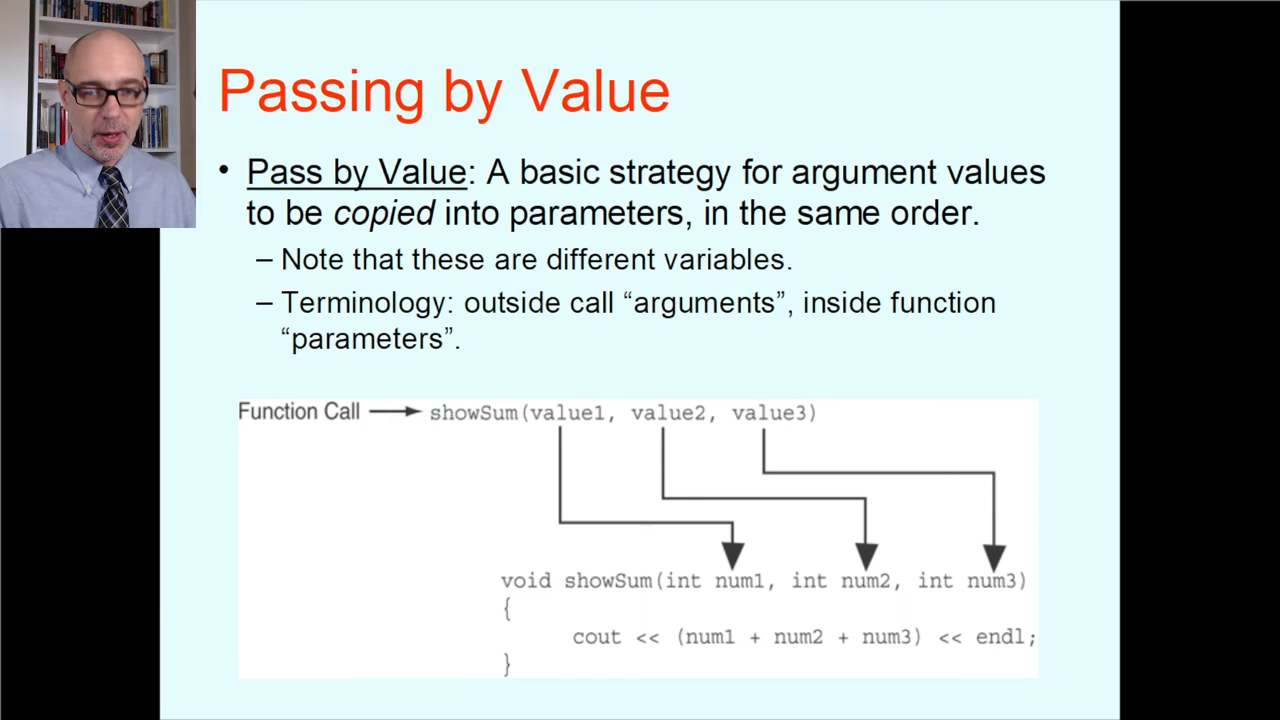 Passing by Value
• Pass by Value: A basic strategy for argument values
to be copied into parameters, in the same order.
– Note that these are different variables.
– Terminology: outside call “arguments”, inside function
“parameters”.
Function Call showSum(value1, value2, value3)
void showSum(int num1, int num2, int num3)
{
cout << (num1 + num2 + num3) << endl;
}